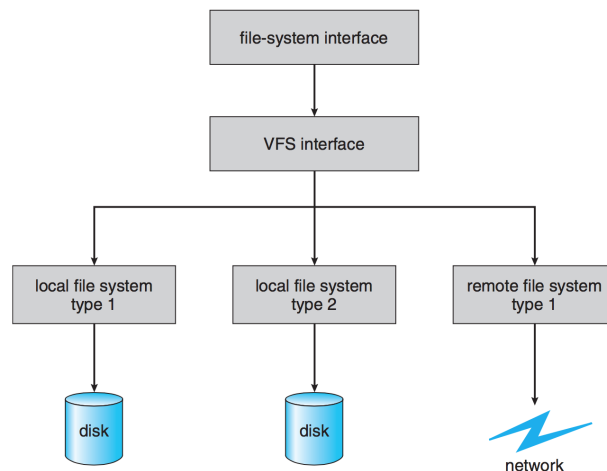 file-system interface
VFS interface
local file system
type 1
local file system
type 2
remote file system
type 1
disk
disk
network